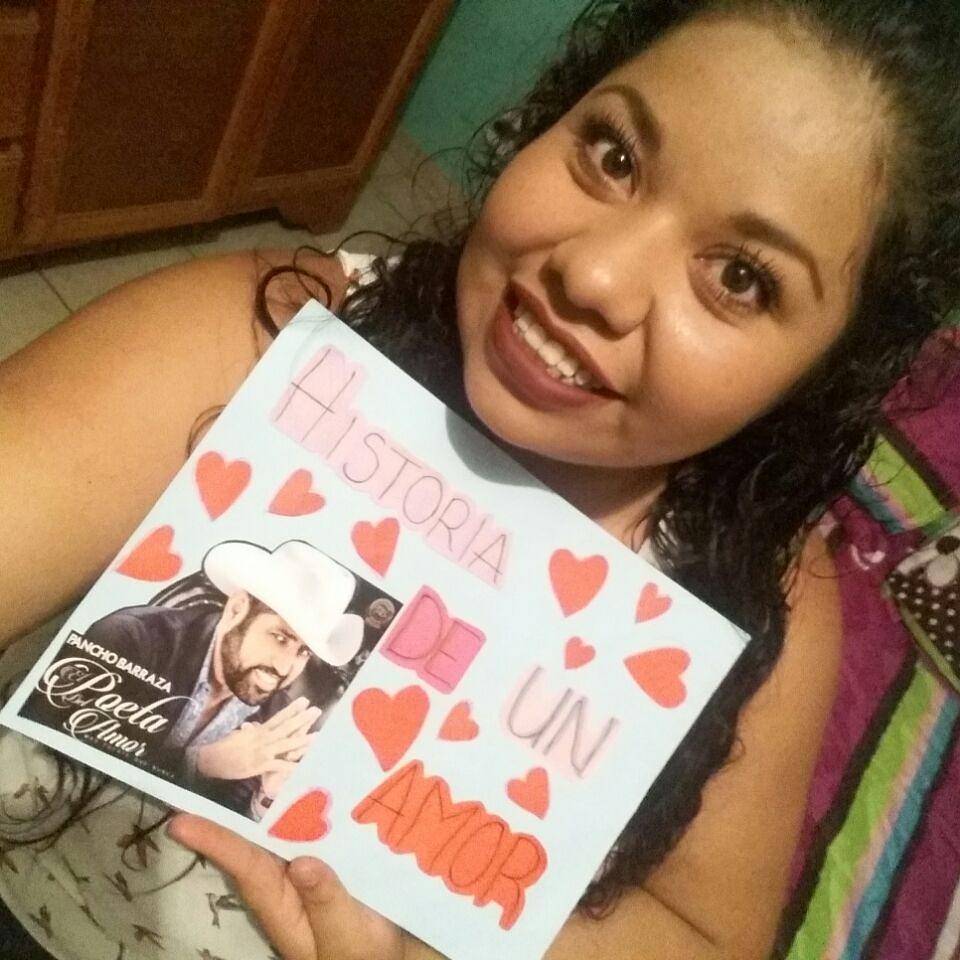 HISTORIA
DE
UN
AMOR
PANCHO BARRAZA
El
Poeta
Del
Amor